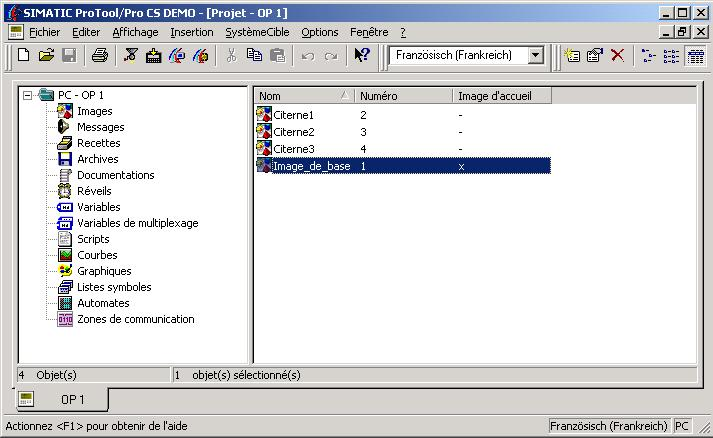 SIMATIC ProTool/Pro CS DEMO - [Projet - OP 1]
Fichier Editer Affichage Insertion SystèmeCible Options Fenêtre ?
Französisch (Frankreich)
PC - OP 1
Images
Messages
Recettes
Archives
Documentations
Réveils
Variables
Variables de multiplexage
Scripts
Courbes
Graphiques
Listes symboles
Automates
Zones de communication
Nom Numéro Image d'accueil
Citerne1 2 -
Citerne2 3 -
Citerne3 4 -
Image_de_base 1 x
4 Objet(s) 1 objet(s) sélectionné(s)
OP 1
Actionnez <F1> pour obtenir de l'aide Französisch (Frankreich) PC